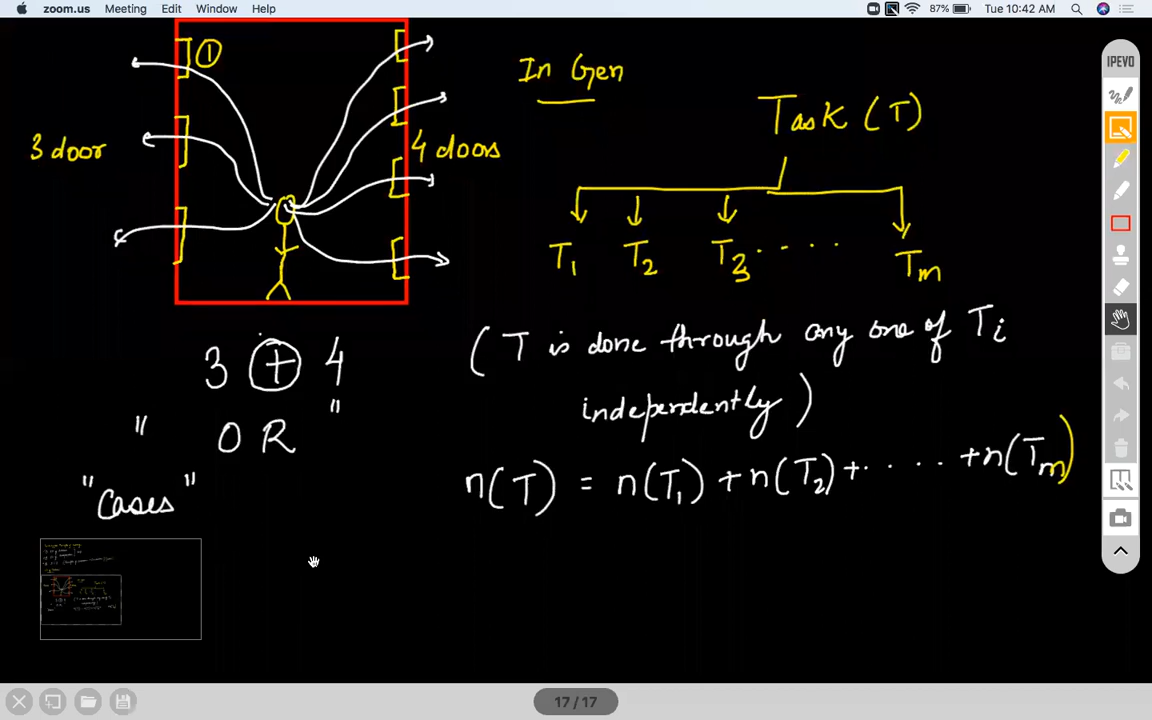 zoom.us Meeting Edit Window Help 87% Tue 10:42 AM
IPEVO
①
3 door
4 doors
3 + 4
" OR "
"Cases"
In Gen
Task (T)
T1 T2 T3 . . . . Tm
( T is done through any one of Ti
independently )
n(T) = n(T1) + n(T2) + . . . . + n(Tm)
17 / 17